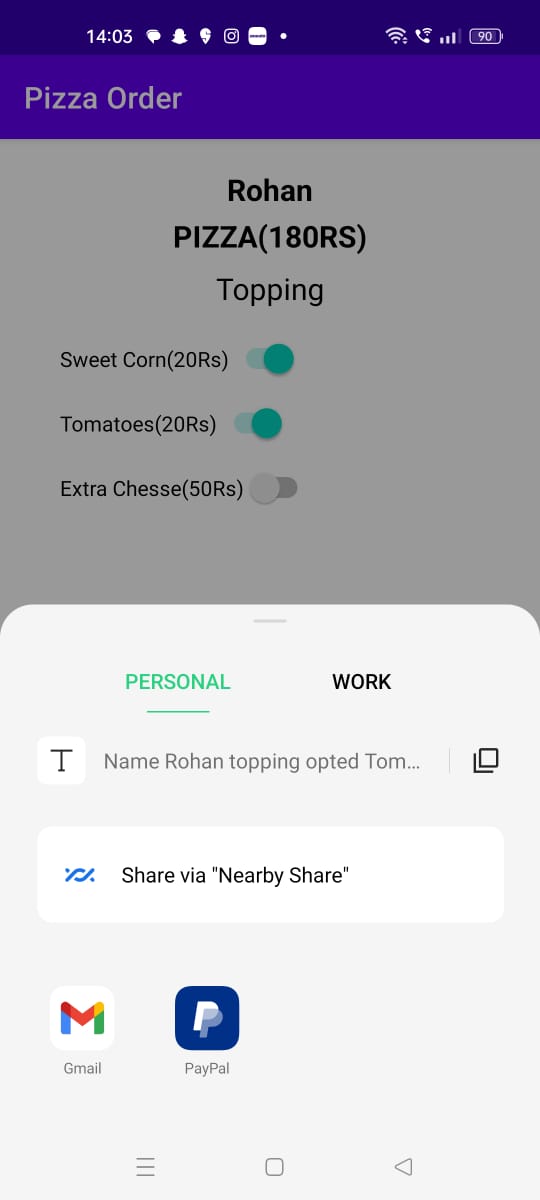 14:03
90
Pizza Order
Rohan
PIZZA(180RS)
Topping
Sweet Corn(20Rs)
Tomatoes(20Rs)
Extra Chesse(50Rs)
PERSONAL WORK
T Name Rohan topping opted Tom...
Share via "Nearby Share"
Gmail PayPal